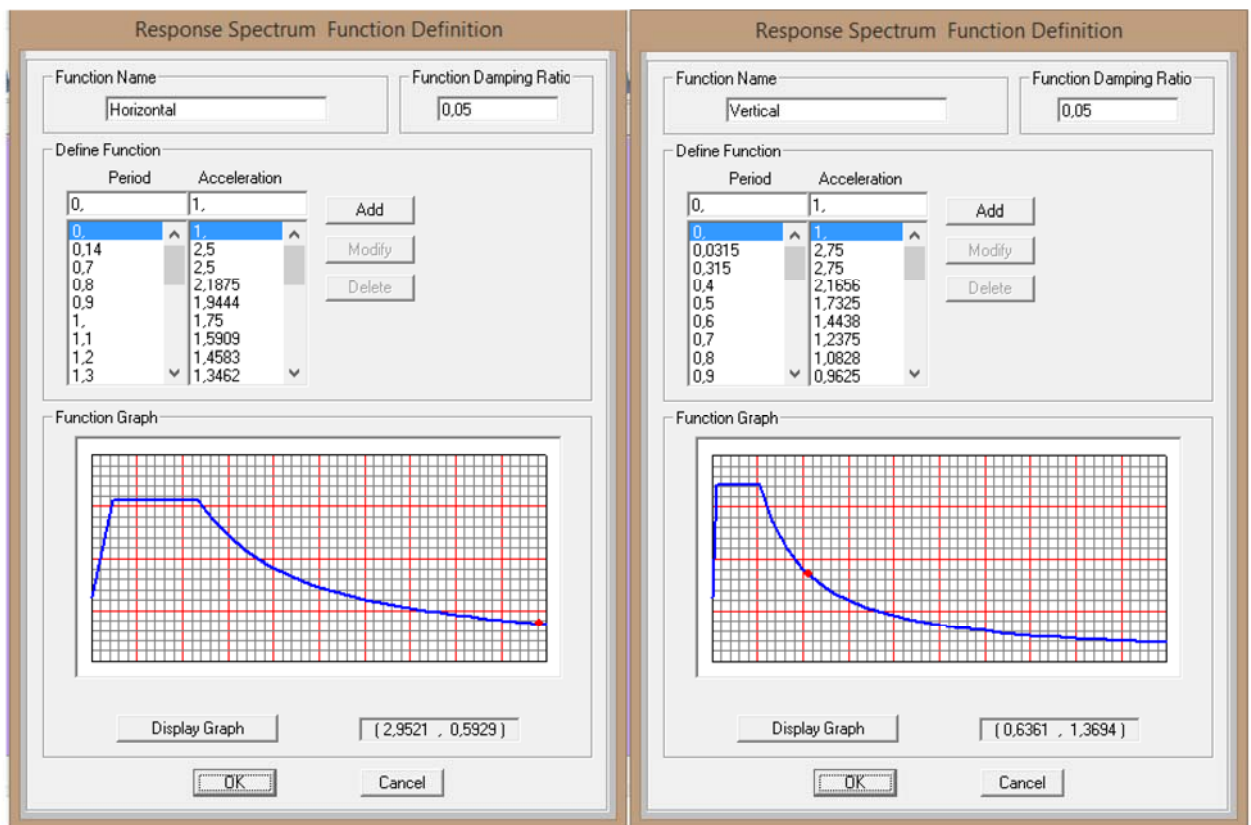 Response Spectrum Function Definition
Function Name
Function Damping Ratio
Horizontal
0,05
Define Function
Period Acceleration
0, 1, Add
0, 1,
0,14 2,5 Modify
0,7 2,5
0,8 2,1875 Delete
0,9 1,9444
1, 1,75
1,1 1,5909
1,2 1,4583
1,3 1,3462
Function Graph
Display Graph ( 2,9521 , 0,5929 )
OK Cancel
Response Spectrum Function Definition
Function Name
Function Damping Ratio
Vertical
0,05
Define Function
Period Acceleration
0, 1, Add
0, 1,
0,0315 2,75 Modify
0,315 2,75
0,4 2,1656 Delete
0,5 1,7325
0,6 1,4438
0,7 1,2375
0,8 1,0828
0,9 0,9625
Function Graph
Display Graph ( 0,6361 , 1,3694 )
OK Cancel